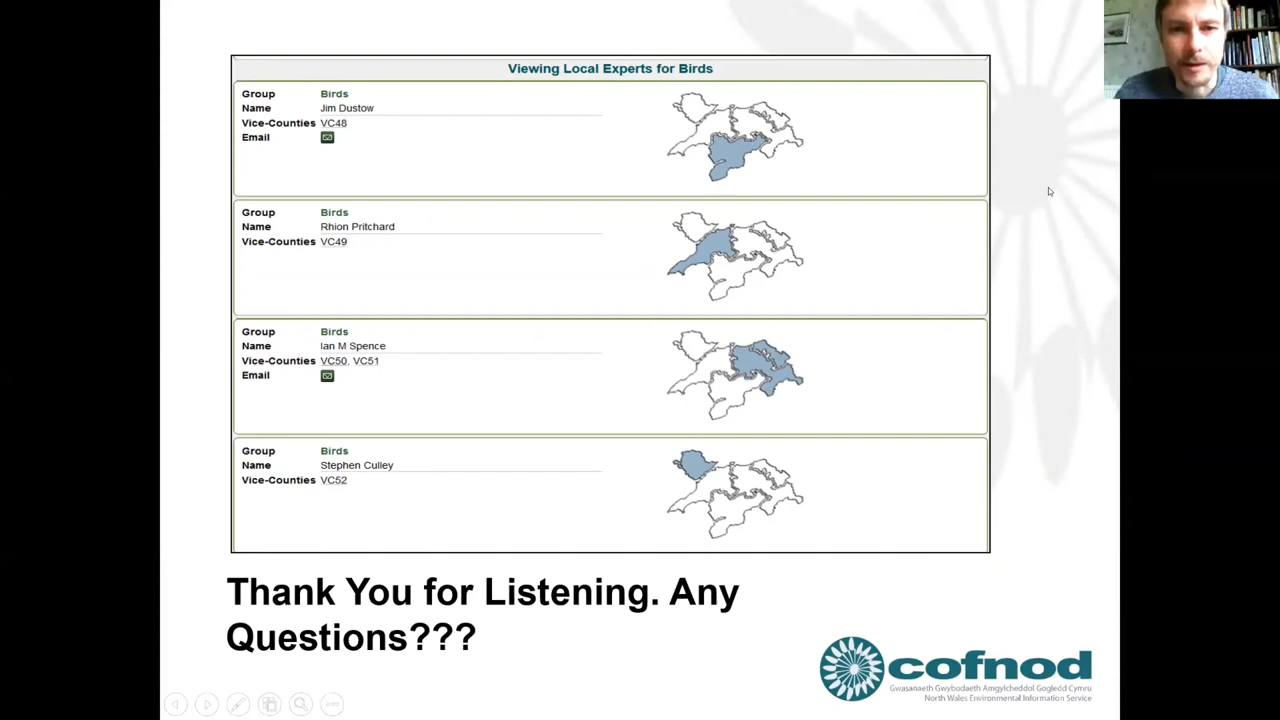 Viewing Local Experts for Birds
Group Birds
Name Jim Dustow
Vice-Counties VC48
Email
Group Birds
Name Rhion Pritchard
Vice-Counties VC49
Group Birds
Name Ian M Spence
Vice-Counties VC50, VC51
Email
Group Birds
Name Stephen Culley
Vice-Counties VC52
Thank You for Listening. Any
Questions???
cofnod
Gwasanaeth Gwybodaeth Amgylcheddol Gogledd Cymru
North Wales Environmental Information Service